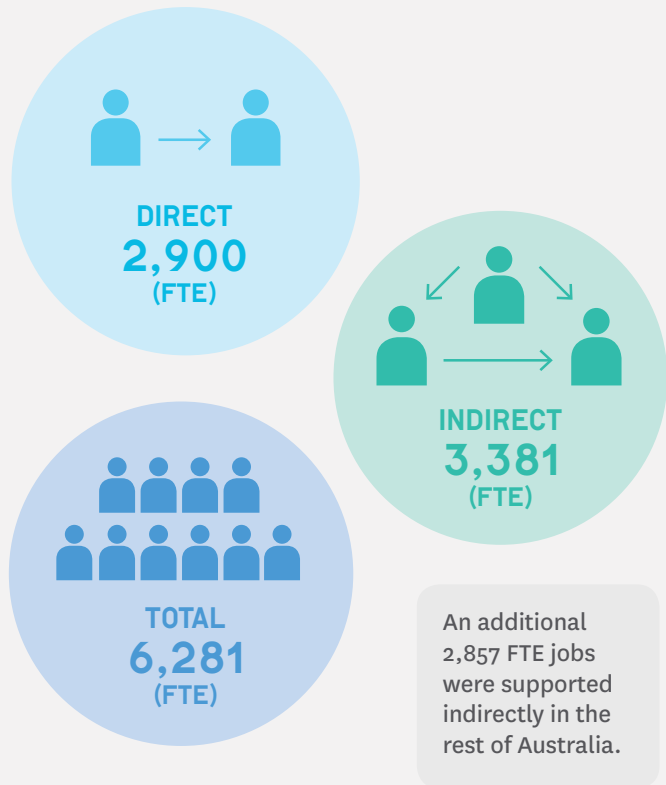 DIRECT
2,900
(FTE)
INDIRECT
3,381
(FTE)
TOTAL
6,281
(FTE)
An additional
2,857 FTE jobs
were supported
indirectly in the
rest of Australia.